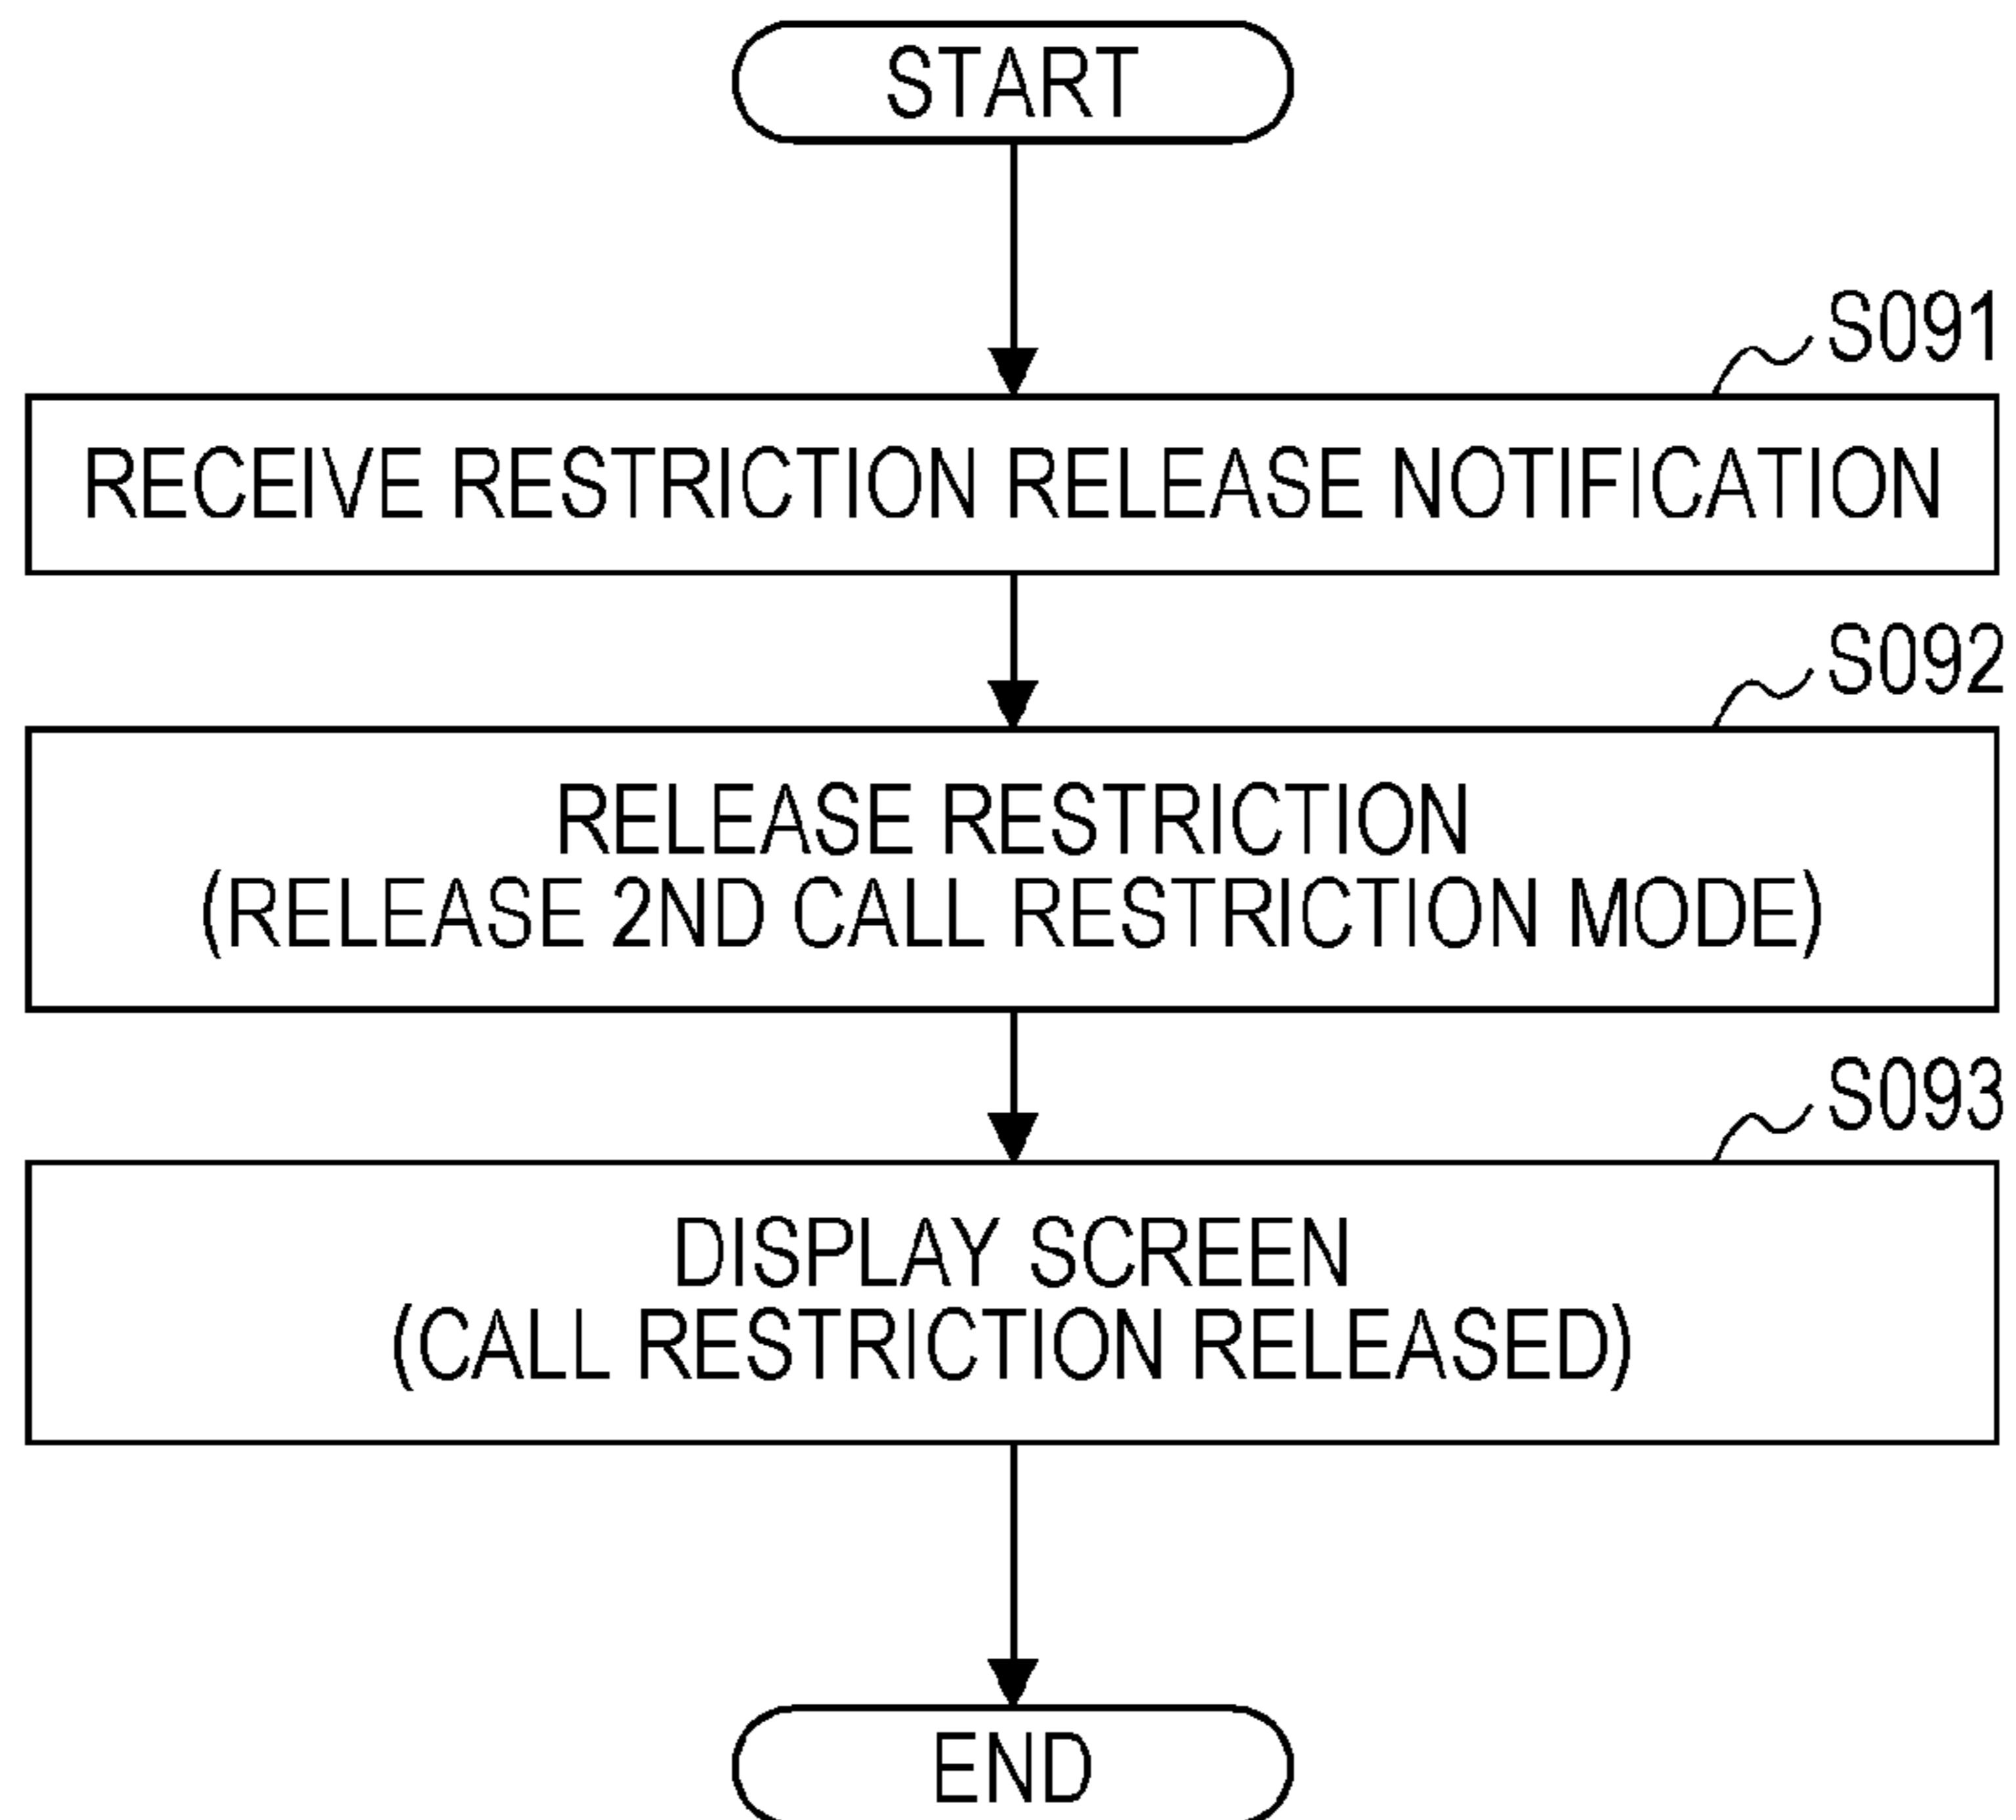 START
S091
RECEIVE RESTRICTION RELEASE NOTIFICATION
S092
RELEASE RESTRICTION
(RELEASE 2ND CALL RESTRICTION MODE)
S093
DISPLAY SCREEN
(CALL RESTRICTION RELEASED)
END